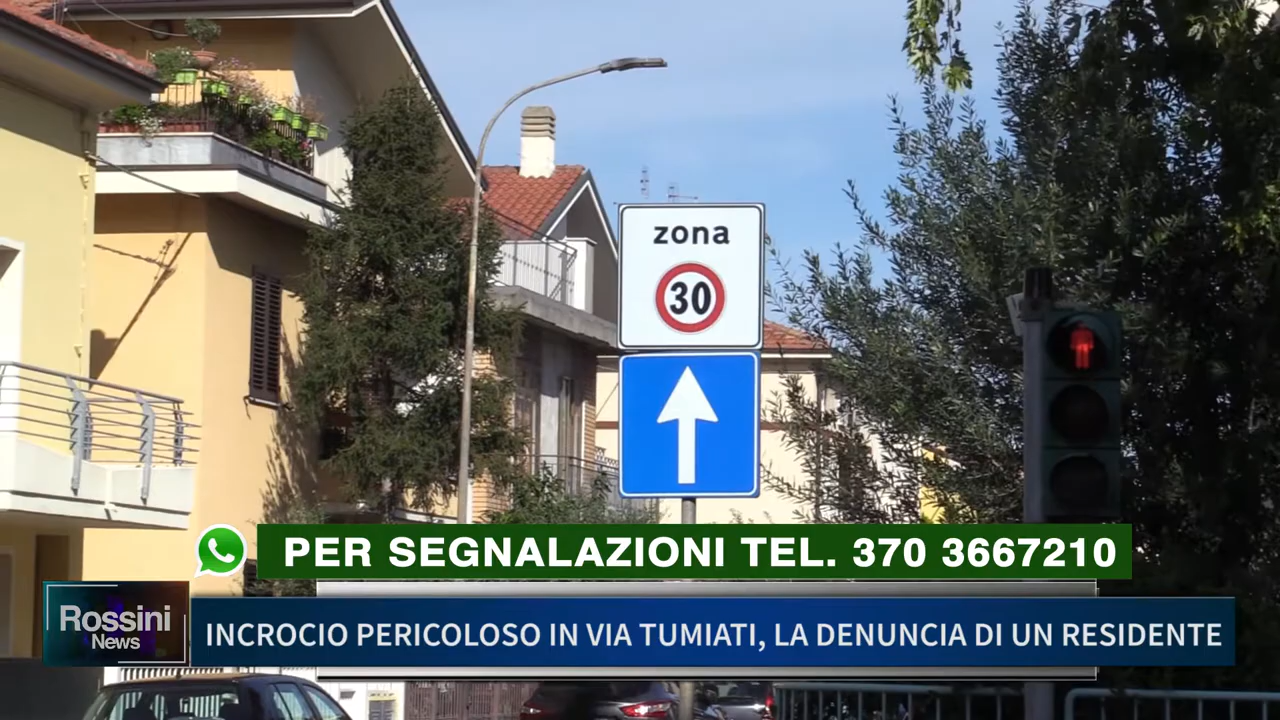 zona
30
PER SEGNALAZIONI TEL. 370 3667210
Rossini
News
INCROCIO PERICOLOSO IN VIA TUMIATI, LA DENUNCIA DI UN RESIDENTE